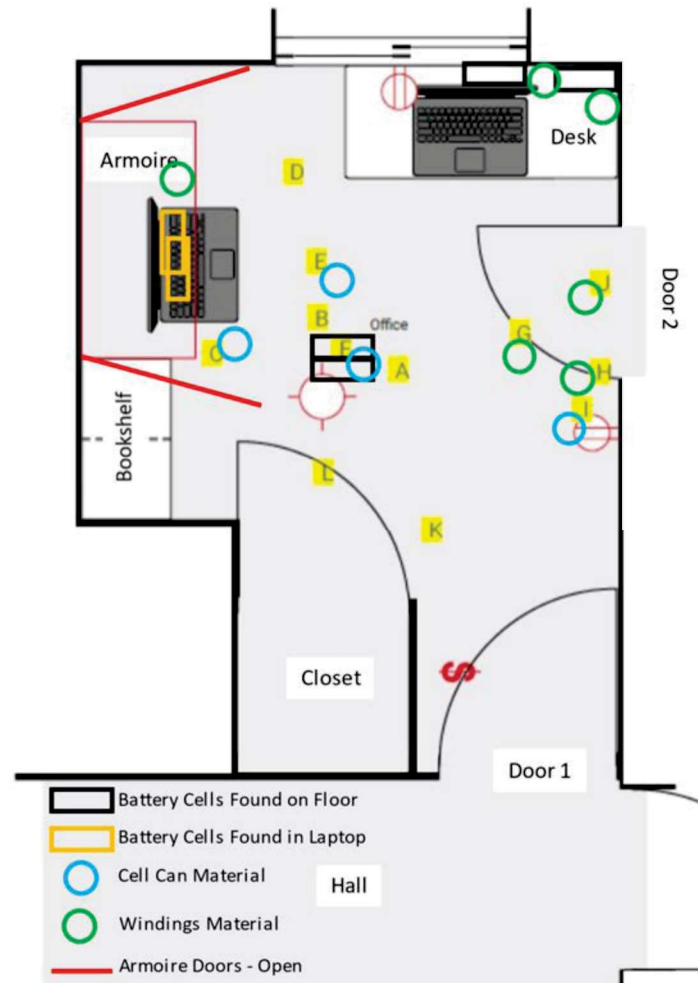 Desk
Armoire
D
E
J
Door 2
B
Office
G
C
F
A
H
I
Bookshelf
L
K
$
Closet
Door 1
Battery Cells Found on Floor
Battery Cells Found in Laptop
Cell Can Material
Hall
Windings Material
Armoire Doors - Open